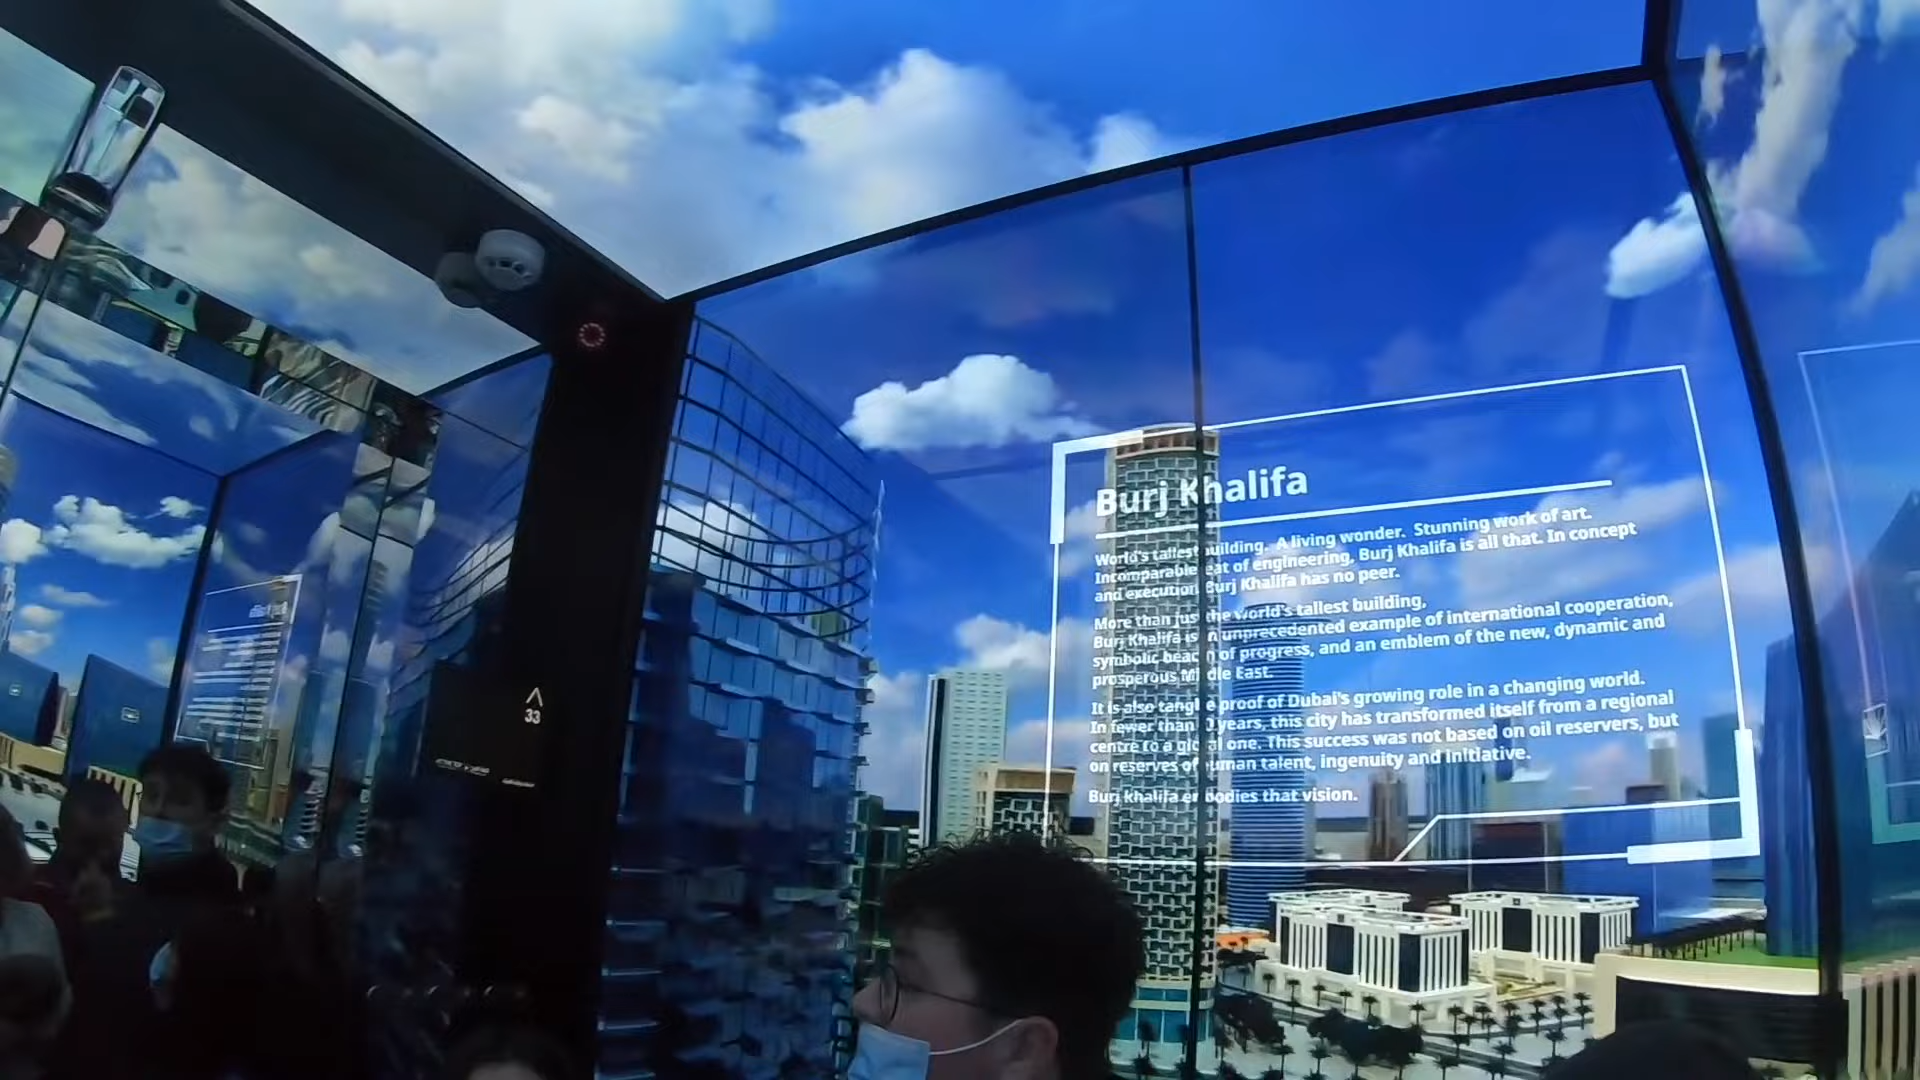 Burj Khalifa
World's tallest building. A living wonder. Stunning work of art.
Incomparable feat of engineering, Burj Khalifa is all that. In concept
and execution, Burj Khalifa has no peer.
More than just the world's tallest building,
Burj Khalifa is an unprecedented example of international cooperation,
symbolic beacon of progress, and an emblem of the new, dynamic and
prosperous Middle East.
It is also tangible proof of Dubai's growing role in a changing world.
In fewer than 30 years, this city has transformed itself from a regional
centre to a global one. This success was not based on oil reserves, but
on reserves of human talent, ingenuity and initiative.
Burj khalifa embodies that vision.
33